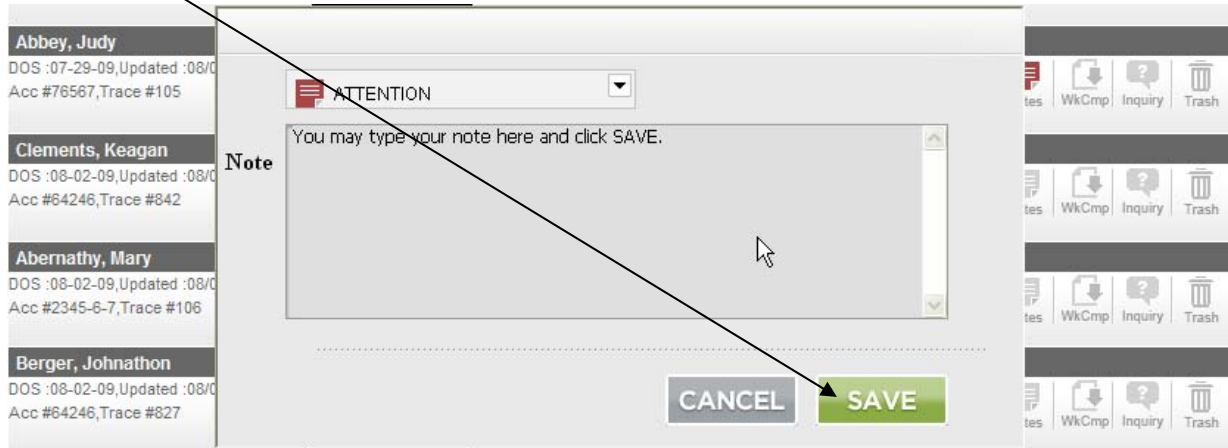 Abbey, Judy
DOS :07-29-09,Updated :08/0
Acc #76567,Trace #105
tes WkCmp Inquiry Trash
Clements, Keagan
DOS :08-02-09,Updated :08/0
Acc #64246,Trace #842
tes WkCmp Inquiry Trash
Abernathy, Mary
DOS :08-02-09,Updated :08/0
Acc #2345-6-7,Trace #106
tes WkCmp Inquiry Trash
Berger, Johnathon
DOS :08-02-09,Updated :08/0
Acc #64246,Trace #827
tes WkCmp Inquiry Trash
ATTENTION
Note
You may type your note here and click SAVE.
CANCEL SAVE